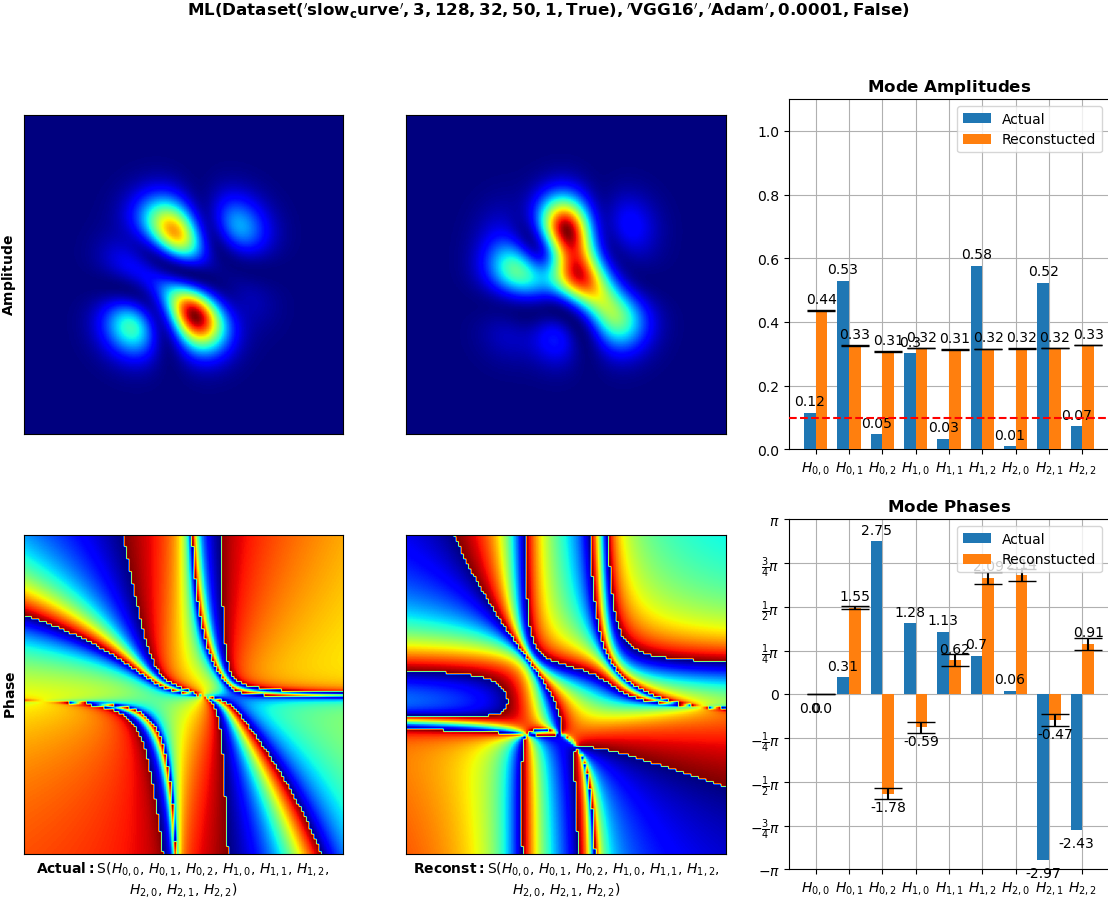 ML(Dataset('slow_curve', 3, 128, 32, 50, 1, True), 'VGG16', 'Adam', 0.0001, False)
Mode Amplitudes
Amplitude
Actual
Reconstucted
1.0
0.8
0.6
0.4
0.2
0.0
0.12 0.53 0.05 0.3 0.03 0.58 0.01 0.52 0.07
0.44 0.33 0.31 0.32 0.31 0.32 0.32 0.32 0.33
H0,0 H0,1 H0,2 H1,0 H1,1 H1,2 H2,0 H2,1 H2,2
Mode Phases
Phase
Actual
Reconstucted
π
3/4π
1/2π
1/4π
0
−1/4π
−1/2π
−3/4π
−π
0.0 0.31 2.75 1.28 1.13 0.7 0.06 -2.97 -2.43
0.0 1.55 -1.78 -0.59 0.62 2.09 -0.47 0.91
H0,0 H0,1 H0,2 H1,0 H1,1 H1,2 H2,0 H2,1 H2,2
Actual: S(H0,0, H0,1, H0,2, H1,0, H1,1, H1,2,
H2,0, H2,1, H2,2)
Reconst: S(H0,0, H0,1, H0,2, H1,0, H1,1, H1,2,
H2,0, H2,1, H2,2)